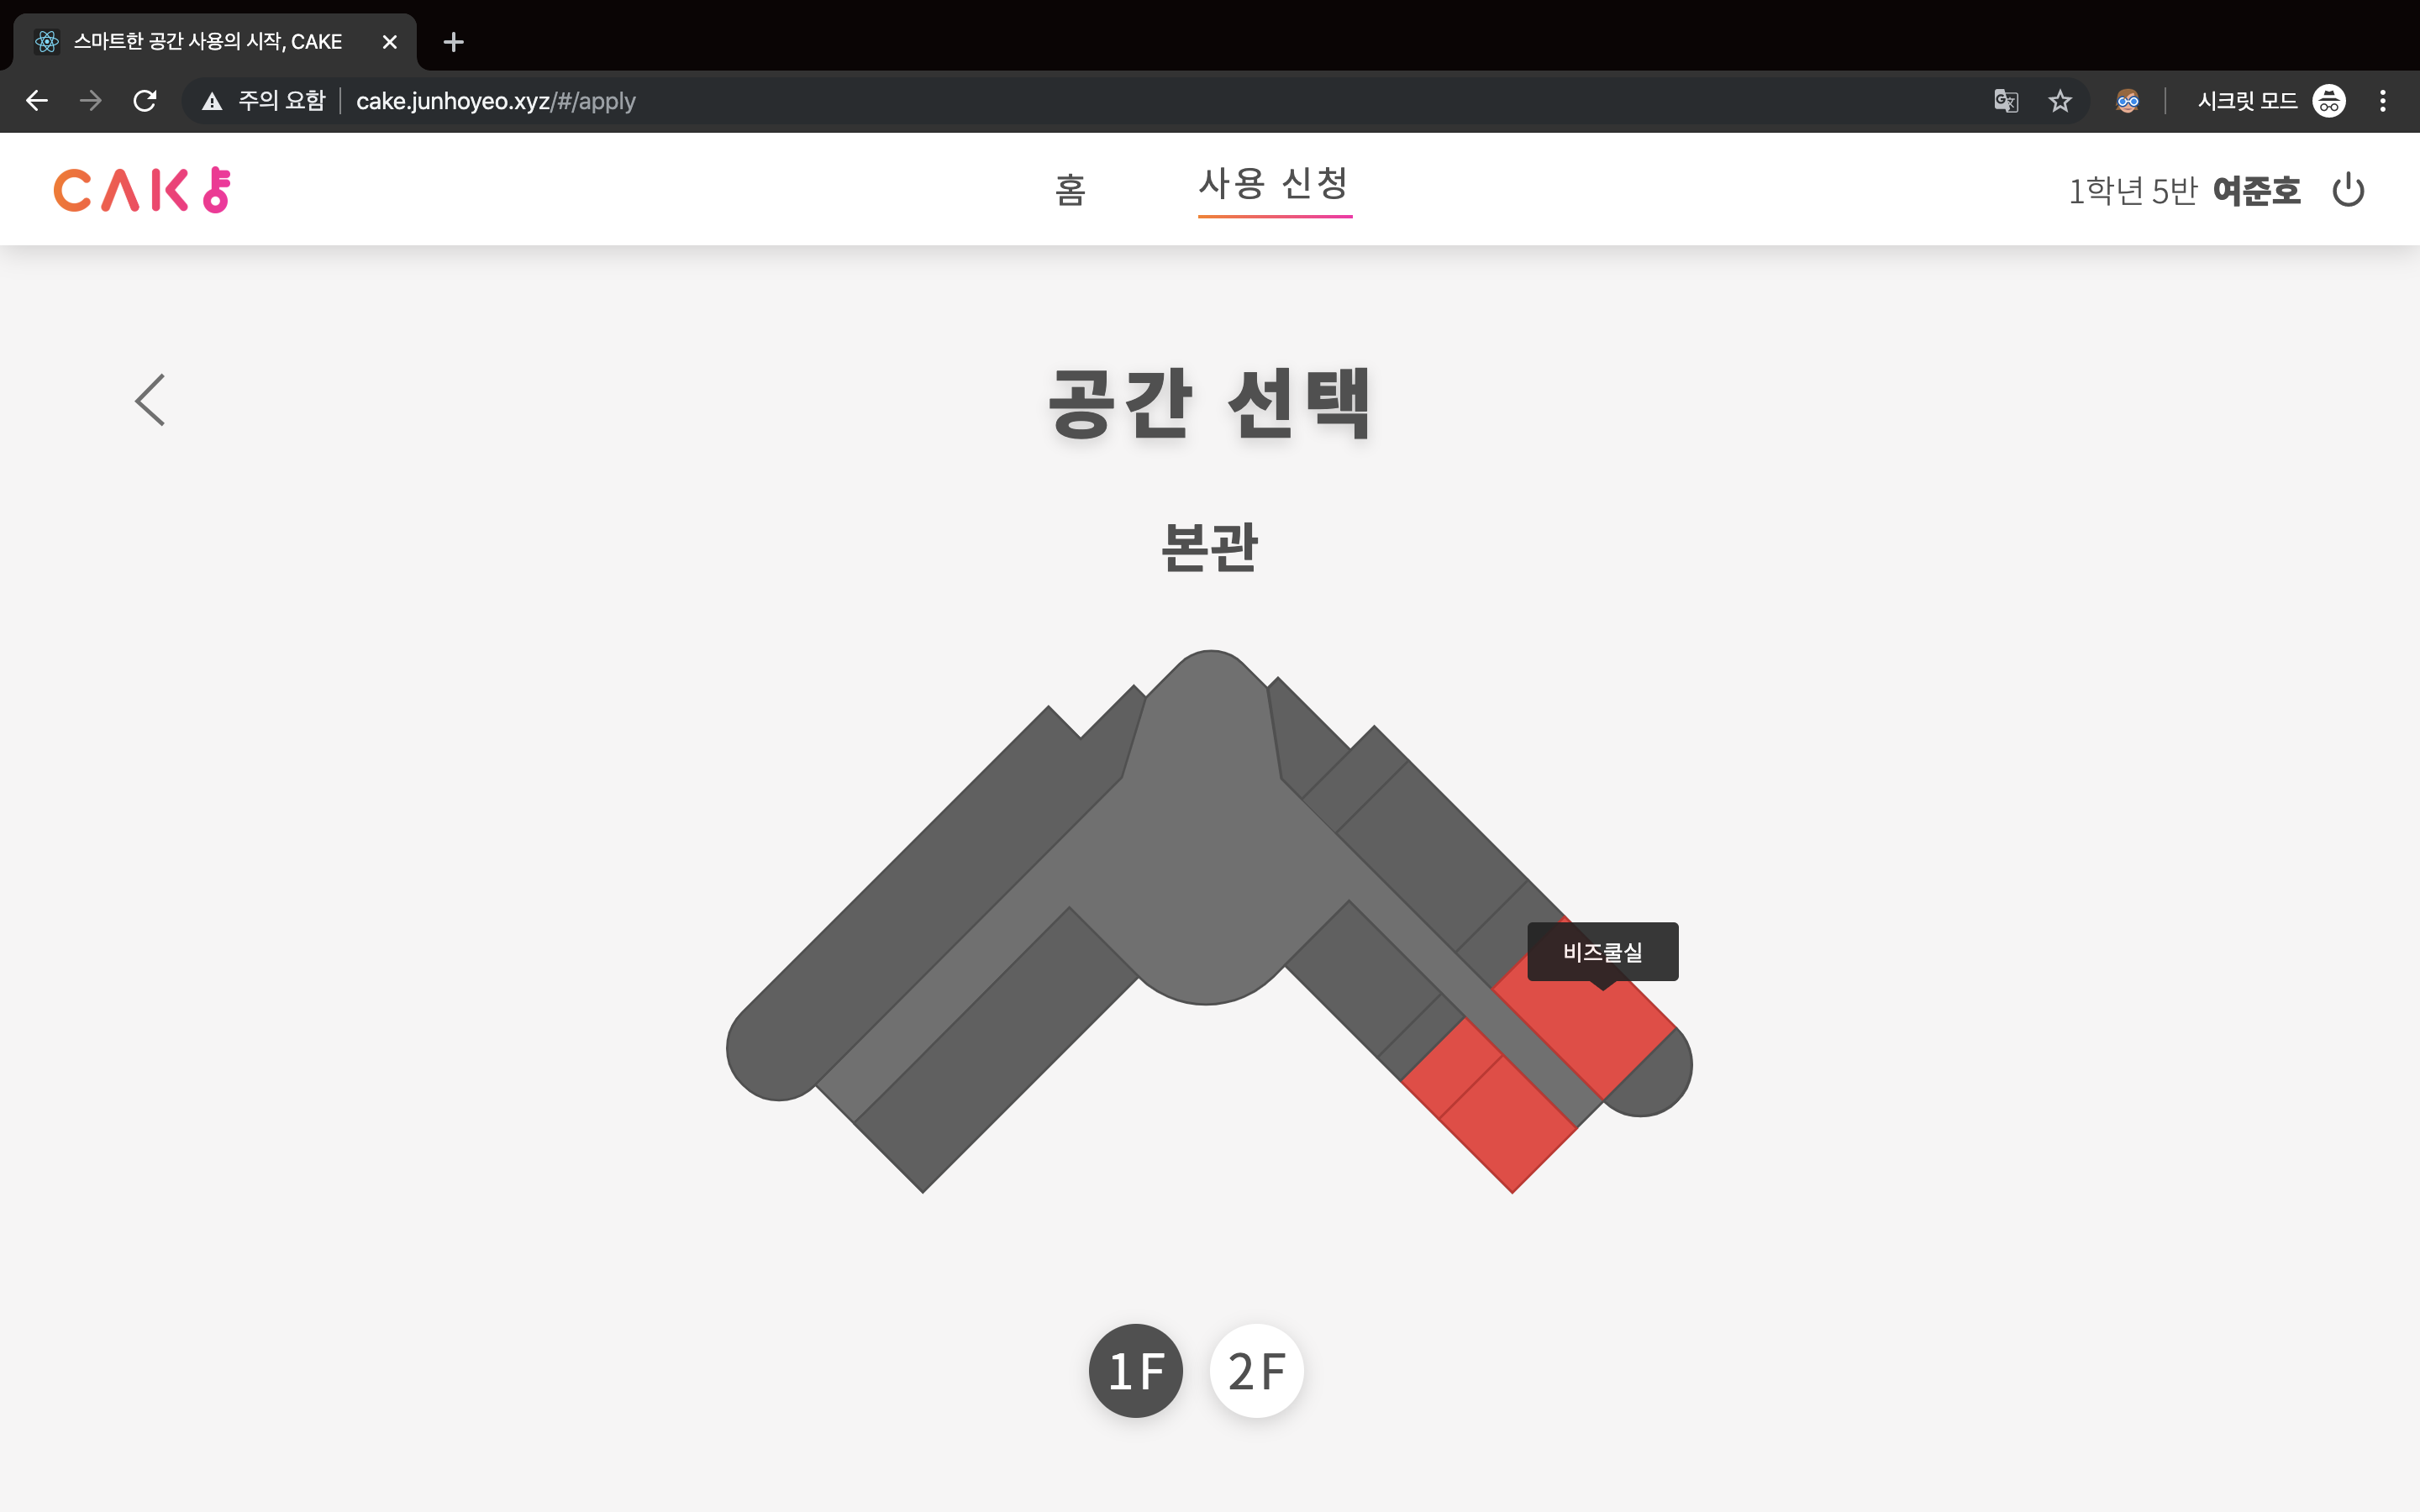 스마트한 공간 사용의 시작, CAKE
주의 요함 cake.junhoyeo.xyz/#/apply 시크릿 모드
CAKE 홈 사용 신청 1학년 5반 여준호
공간 선택
본관
비즈쿨실
1F 2F